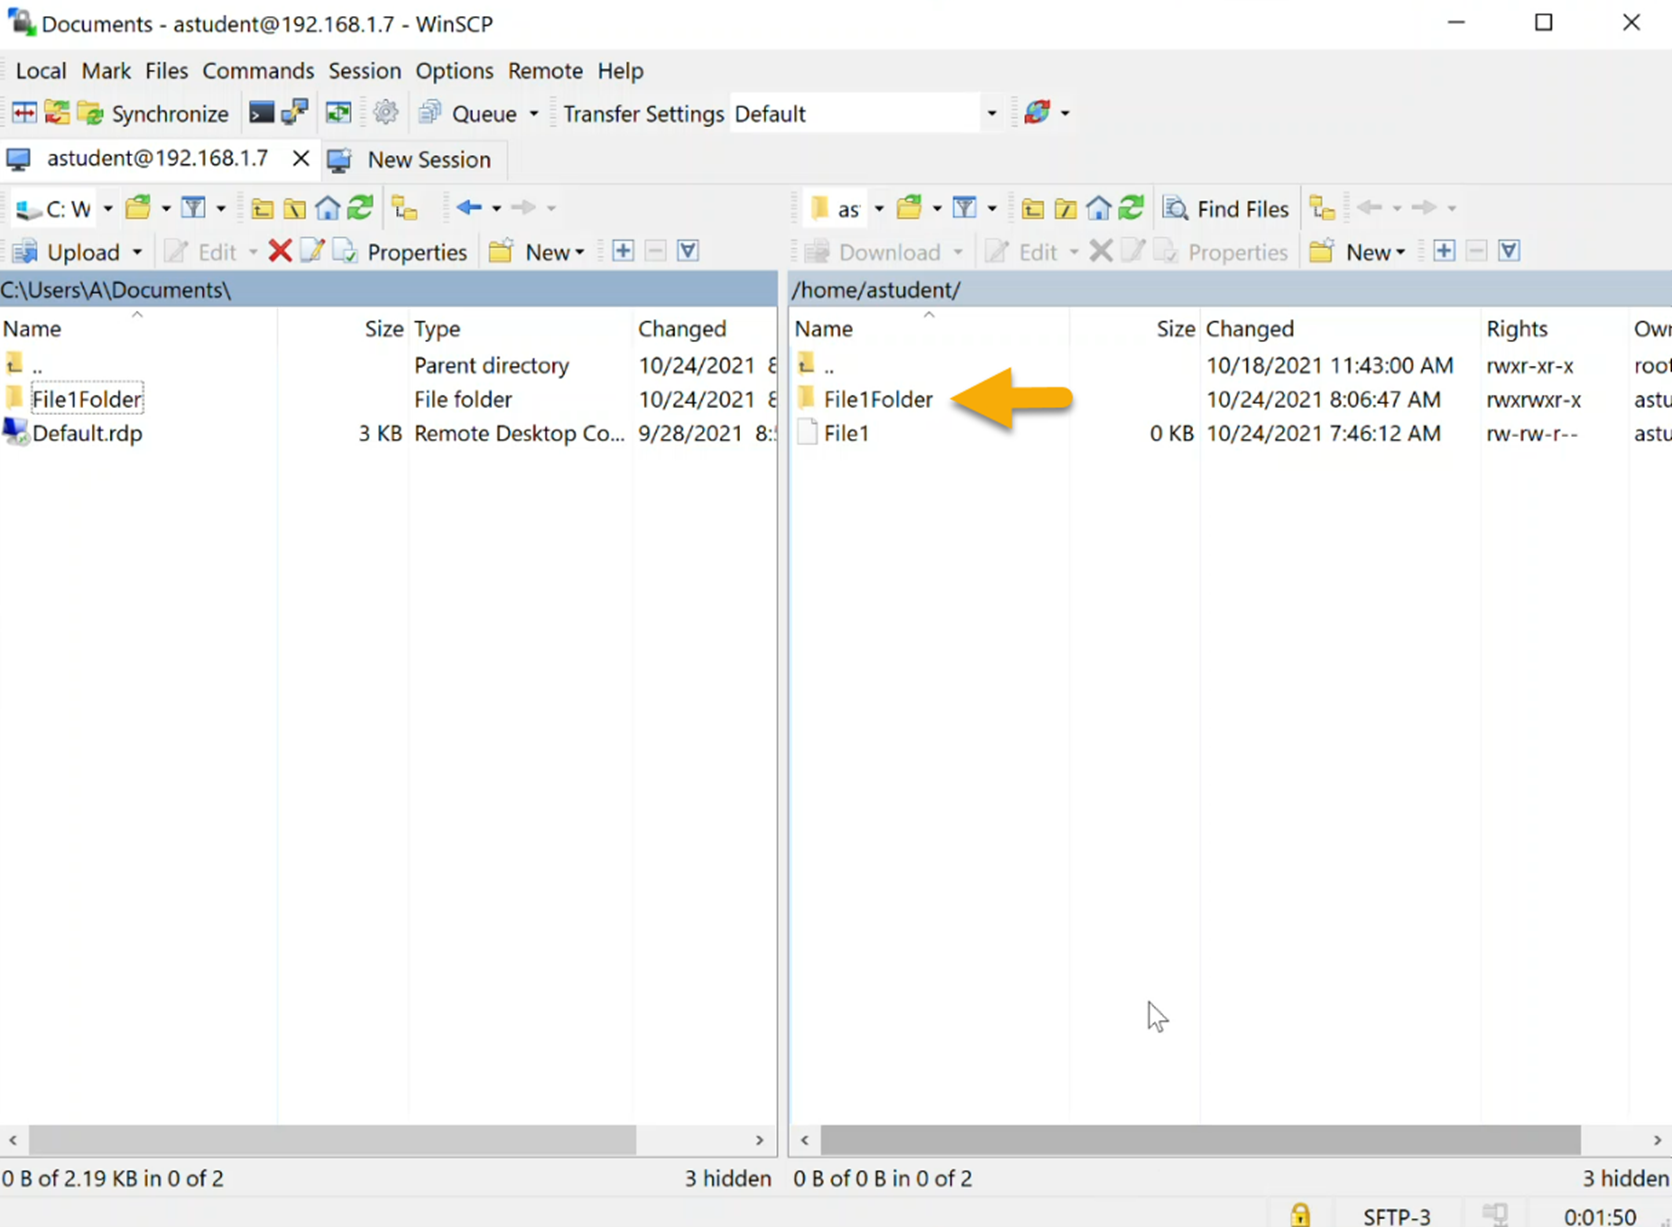 Documents - astudent@192.168.1.7 - WinSCP
Local Mark Files Commands Session Options Remote Help
Synchronize Queue Transfer Settings Default
astudent@192.168.1.7 New Session
C: W as Find Files
Upload Edit Properties New Download Edit Properties New
C:\Users\A\Documents\ /home/astudent/
Name Size Type Changed Name Size Changed Rights Own
.. Parent directory 10/24/2021 8 .. 10/18/2021 11:43:00 AM rwxr-xr-x root
File1Folder File folder 10/24/2021 8 File1Folder 10/24/2021 8:06:47 AM rwxrwxr-x astu
Default.rdp 3 KB Remote Desktop Co... 9/28/2021 8: File1 0 KB 10/24/2021 7:46:12 AM rw-rw-r-- astu
0 B of 2.19 KB in 0 of 2 3 hidden 0 B of 0 B in 0 of 2 3 hidden
SFTP-3 0:01:50